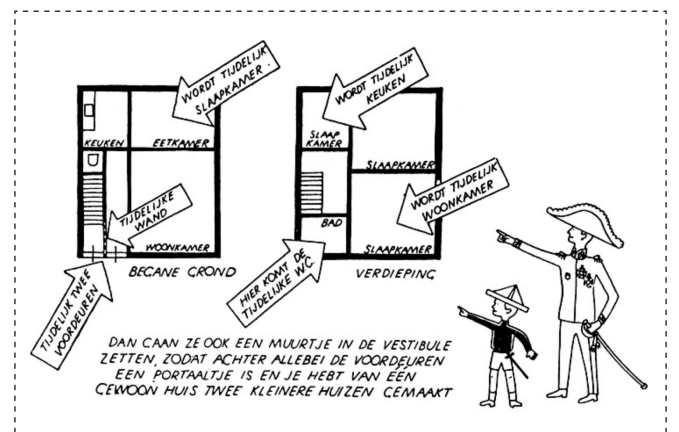 WORDT TIJDELIJK
SLAAPKAMER.
WORDT TIJDELIJK
KEUKEN
KEUKEN
EETKAMER
SLAAP
KAMER
SLAAPKAMER
TIJDELIJKE
WAND
WORDT TIJDELIJK
WOONKAMER
BAD
WOONKAMER
SLAAPKAMER
BEGANE GROND
HIER KOMT DE
TIJDELIJKE WC
VERDIEPING
TIJDELIJK TWEE
VOORDEUREN
DAN GAAN ZE OOK EEN MUURTJE IN DE VESTIBULE
ZETTEN, ZODAT ACHTER ALLEBEI DE VOORDEUREN
EEN PORTAALTJE IS EN JE HEBT VAN ÉÉN
GEWOON HUIS TWEE KLEINERE HUIZEN GEMAAKT